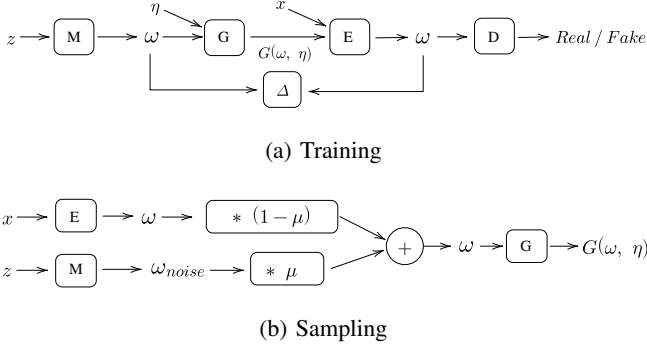 η x
z M ω G G(ω, η) E ω D Real / Fake
Δ
(a) Training
x E ω * (1 − μ)
+ ω G G(ω, η)
z M ω_noise * μ
(b) Sampling